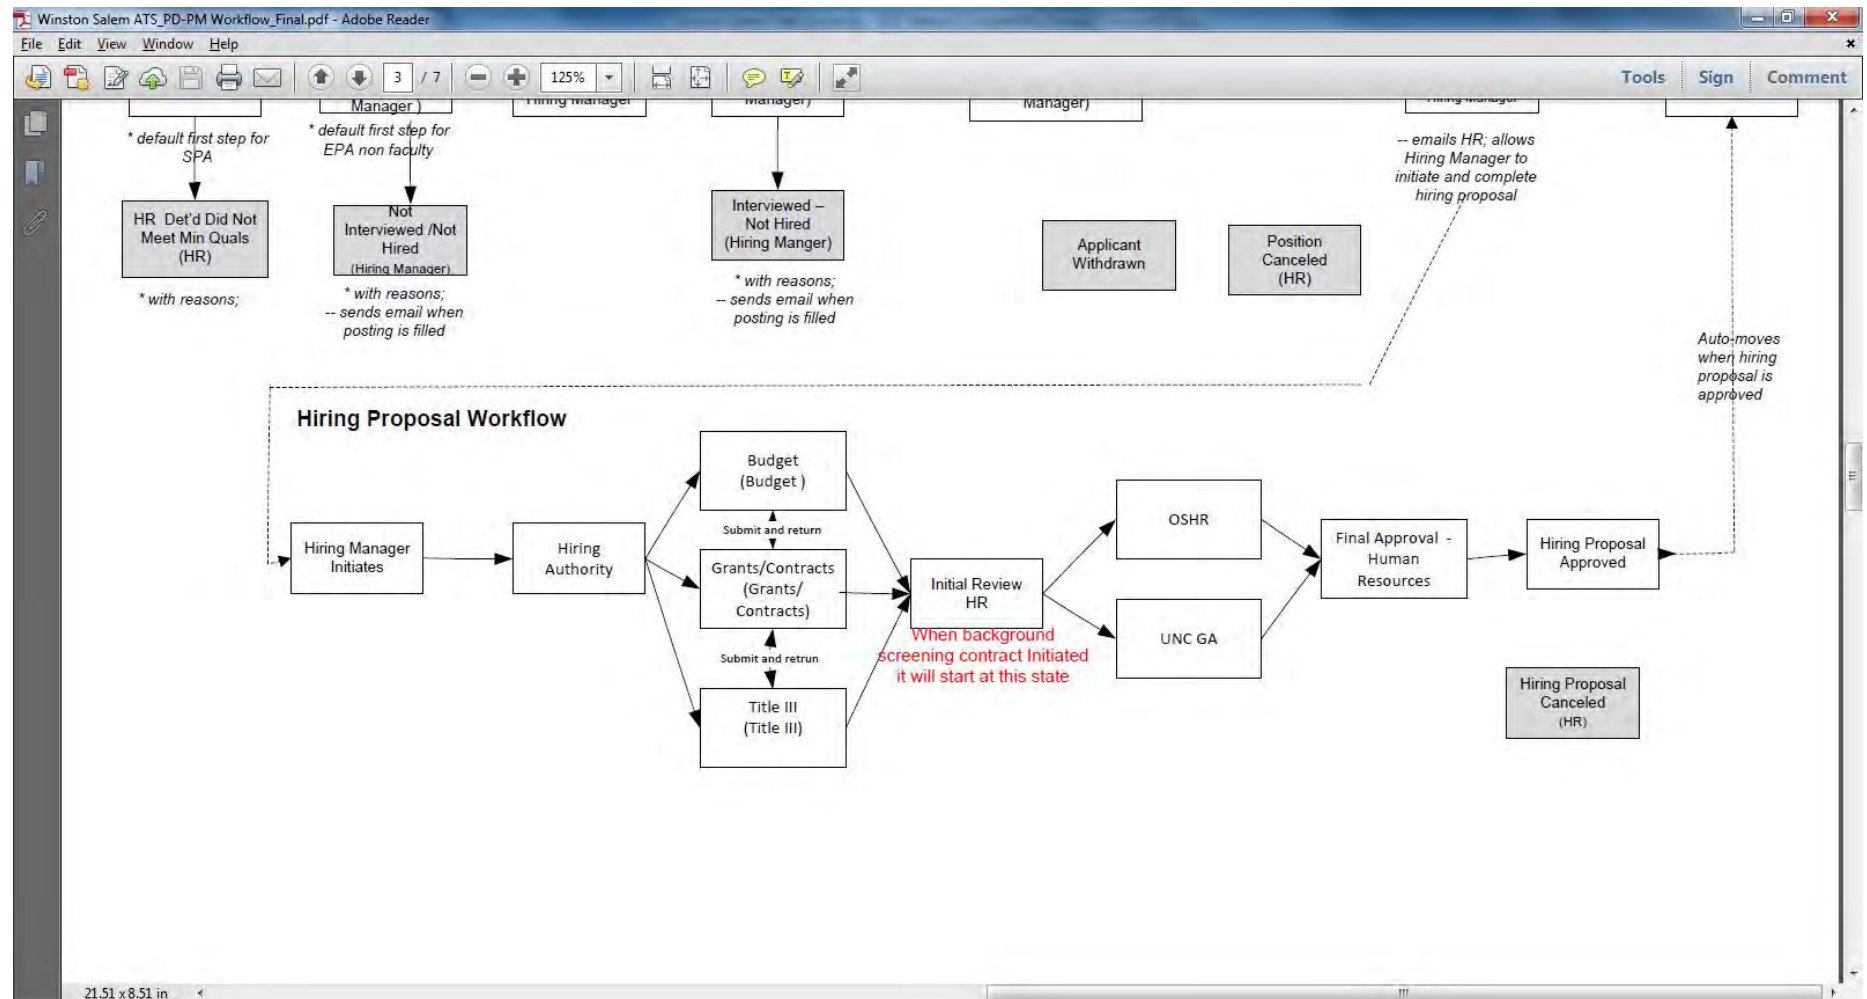 Winston Salem ATS_PD-PM Workflow_Final.pdf - Adobe Reader
File Edit View Window Help
3 / 7 125% Tools Sign Comment
Manager )
Hiring Manager
Manager)
Manager)
Hiring Manager
* default first step for
SPA
* default first step for
EPA non faculty
-- emails HR; allows
Hiring Manager to
initiate and complete
hiring proposal
HR Det'd Did Not
Meet Min Quals
(HR)
* with reasons;
Not
Interviewed /Not
Hired
(Hiring Manager)
* with reasons;
-- sends email when
posting is filled
Interviewed –
Not Hired
(Hiring Manger)
* with reasons;
-- sends email when
posting is filled
Applicant
Withdrawn
Position
Canceled
(HR)
Auto-moves
when hiring
proposal is
approved
Hiring Proposal Workflow
Hiring Manager
Initiates
Hiring
Authority
Budget
(Budget )
Submit and return
Grants/Contracts
(Grants/
Contracts)
Submit and retrun
Title III
(Title III)
Initial Review
HR
When background
screening contract Initiated
it will start at this state
OSHR
UNC GA
Final Approval -
Human
Resources
Hiring Proposal
Approved
Hiring Proposal
Canceled
(HR)
21.51 x 8.51 in